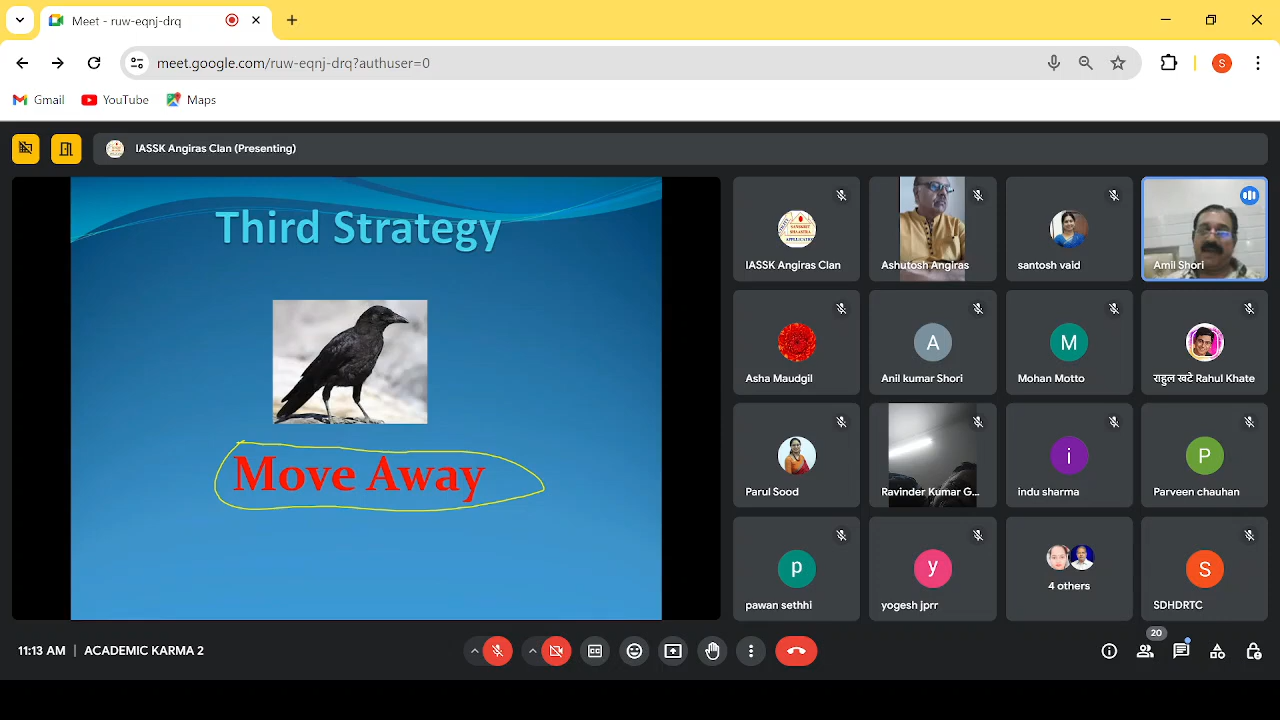 Meet - ruw-eqnj-drq
meet.google.com/ruw-eqnj-drq?authuser=0
S
Gmail YouTube Maps
IASSK Angiras Clan (Presenting)
Third Strategy
Move Away
SANSKRIT
SHAASTRA
APPLICATION
IASSK Angiras Clan
Ashutosh Angiras
santosh vaid
Amil Shori
Asha Maudgil
A
Anil kumar Shori
M
Mohan Motto
राहुल खटे Rahul Khate
Parul Sood
Ravinder Kumar G...
i
indu sharma
P
Parveen chauhan
p
pawan sethhi
y
yogesh jprr
4 others
S
SDHDRTC
11:13 AM | ACADEMIC KARMA 2
20